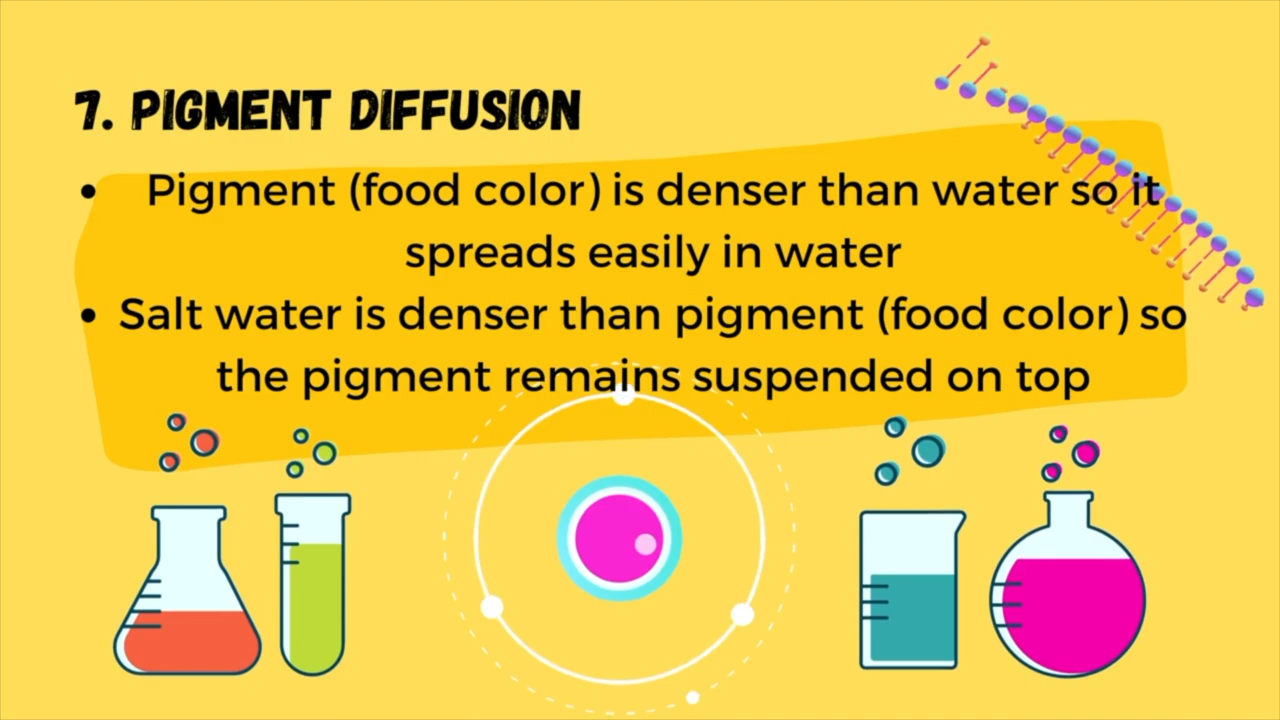 7. PIGMENT DIFFUSION
• Pigment (food color) is denser than water so it
spreads easily in water
• Salt water is denser than pigment (food color) so
the pigment remains suspended on top